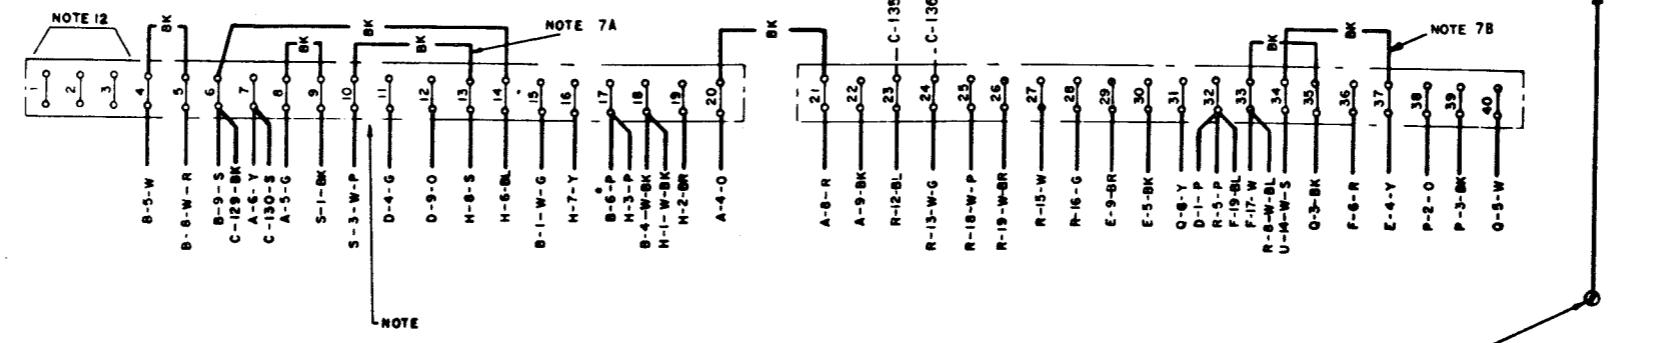 NOTE 12
BK
BK
BK
BK
NOTE 7A
BK
C-135
C-136
BK
BK
NOTE 7B
1
2
3
4
5
6
7
8
9
10
11
12
13
14
15
16
17
18
19
20
21
22
23
24
25
26
27
28
29
30
31
32
33
34
35
36
37
38
39
40
B-5-W
B-8-W-R
B-9-S
C-129-BK
A-6-Y
C-130-S
A-5-G
S-1-BK
S-3-W-P
D-4-G
D-9-O
H-8-S
H-6-BL
B-1-W-G
H-7-Y
B-6-P
H-3-P
B-4-W-BK
H-1-W-BK
H-2-BR
A-4-O
A-8-R
A-9-BK
R-12-BL
R-13-W-G
R-18-W-P
R-19-W-BR
R-15-W
R-16-G
E-9-BR
E-5-BK
D-1-P
R-5-P
F-19-BL
F-17-W
R-8-W-BL
U-14-W-S
Q-3-BK
F-6-R
E-4-Y
P-2-O
P-3-BK
Q-5-W
NOTE